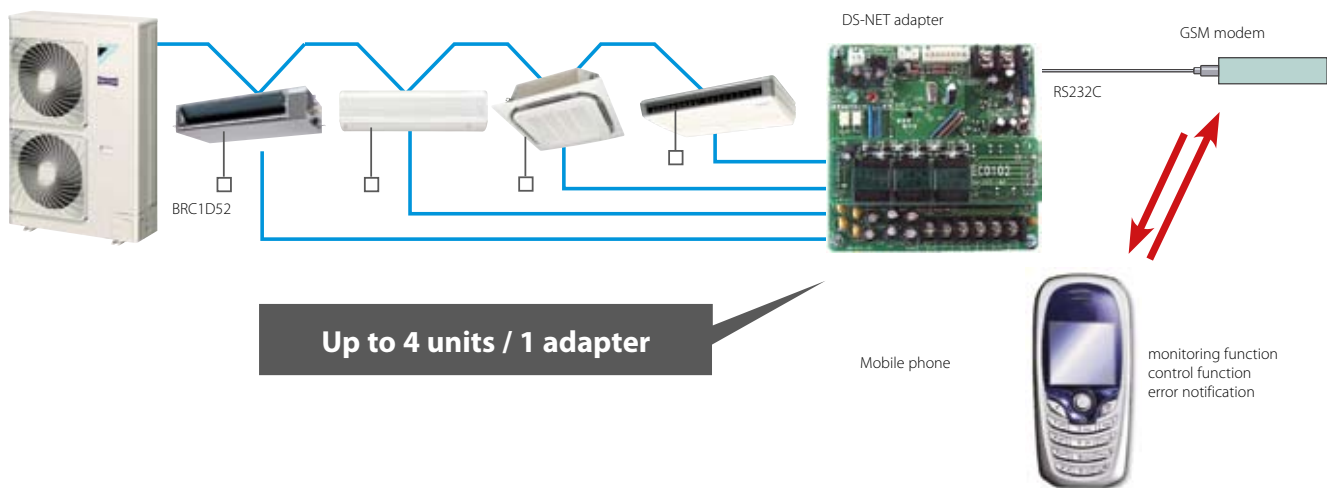 DS-NET adapter
GSM modem
RS232C
BRC1D52
EC0102
Up to 4 units / 1 adapter
Mobile phone
monitoring function
control function
error notification